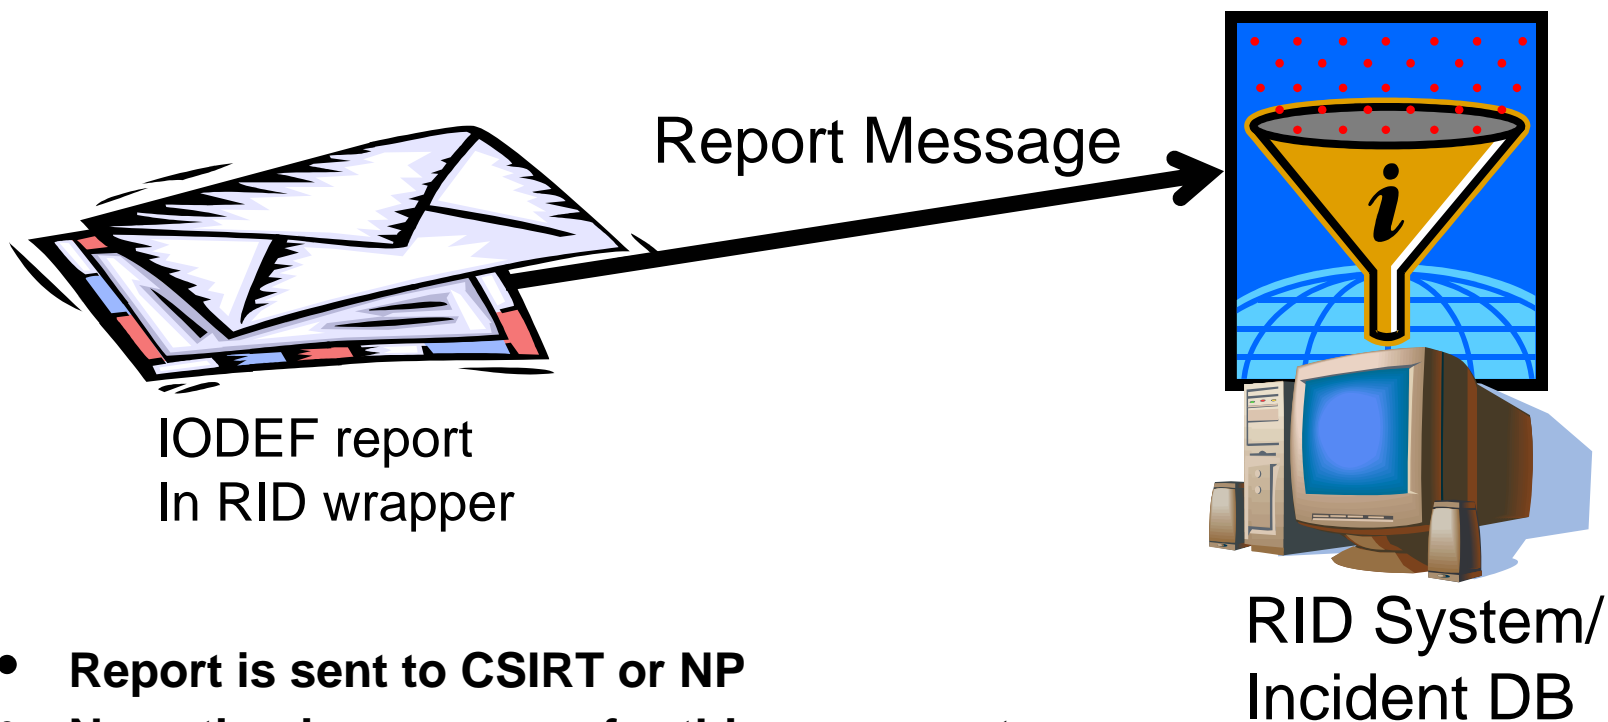 Report Message
i
IODEF report
In RID wrapper
RID System/
Incident DB
• Report is sent to CSIRT or NP